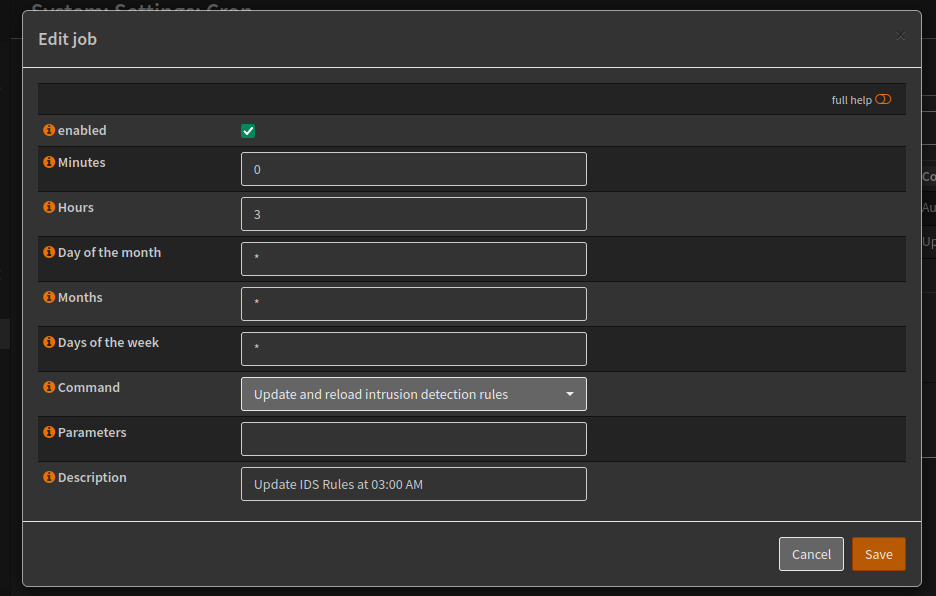 System: Settings: Cron
Edit job
×
full help
enabled
Minutes
0
Hours
3
Day of the month
*
Months
*
Days of the week
*
Command
Update and reload intrusion detection rules
Parameters
Description
Update IDS Rules at 03:00 AM
Cancel
Save
Co
Au
Up